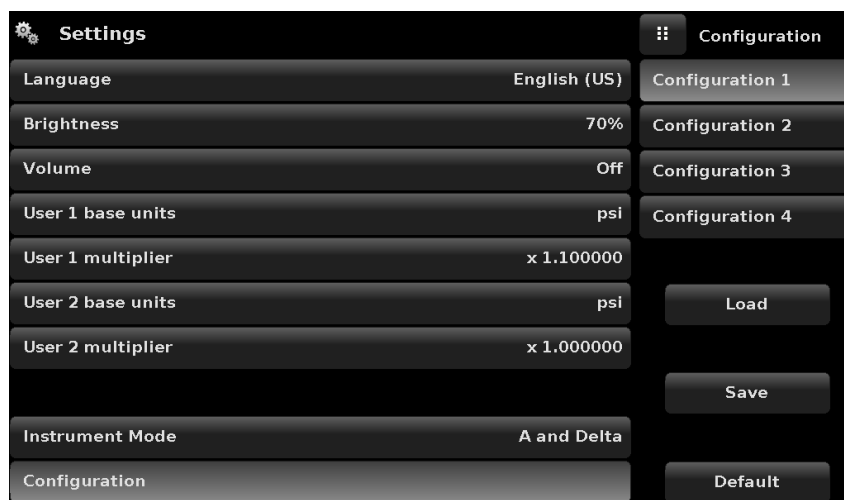 Settings
Language English (US)
Brightness 70%
Volume Off
User 1 base units psi
User 1 multiplier x 1.100000
User 2 base units psi
User 2 multiplier x 1.000000
Instrument Mode A and Delta
Configuration
Configuration
Configuration 1
Configuration 2
Configuration 3
Configuration 4
Load
Save
Default